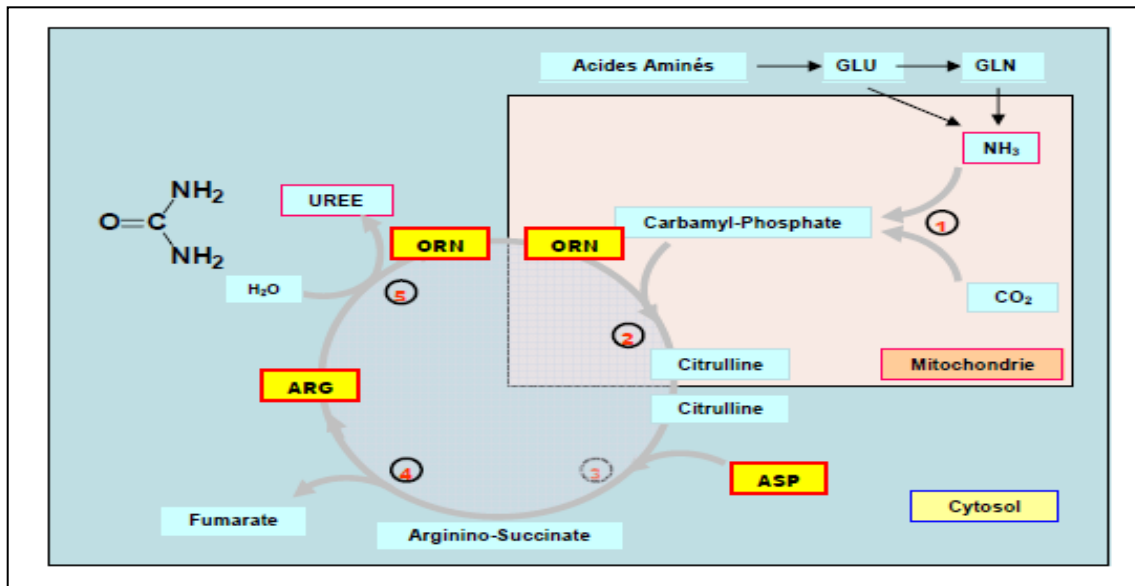 Acides Aminés GLU GLN
NH₃
NH₂
O=C
NH₂
UREE
Carbamyl-Phosphate
1
ORN ORN
H₂O
5
CO₂
2
Citrulline
Mitochondrie
ARG
Citrulline
4
3
ASP
Cytosol
Fumarate
Arginino-Succinate